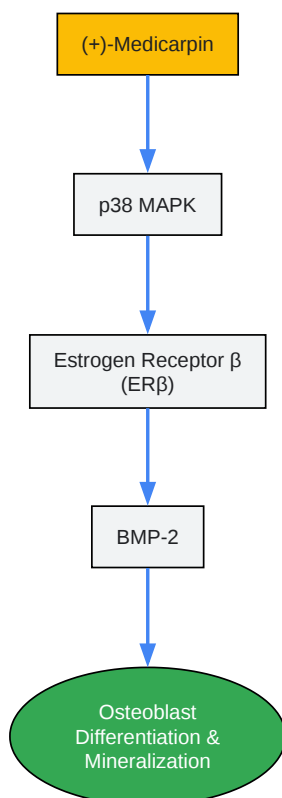 (+)-Medicarpin
p38 MAPK
Estrogen Receptor β
(ERβ)
BMP-2
Osteoblast
Differentiation &
Mineralization